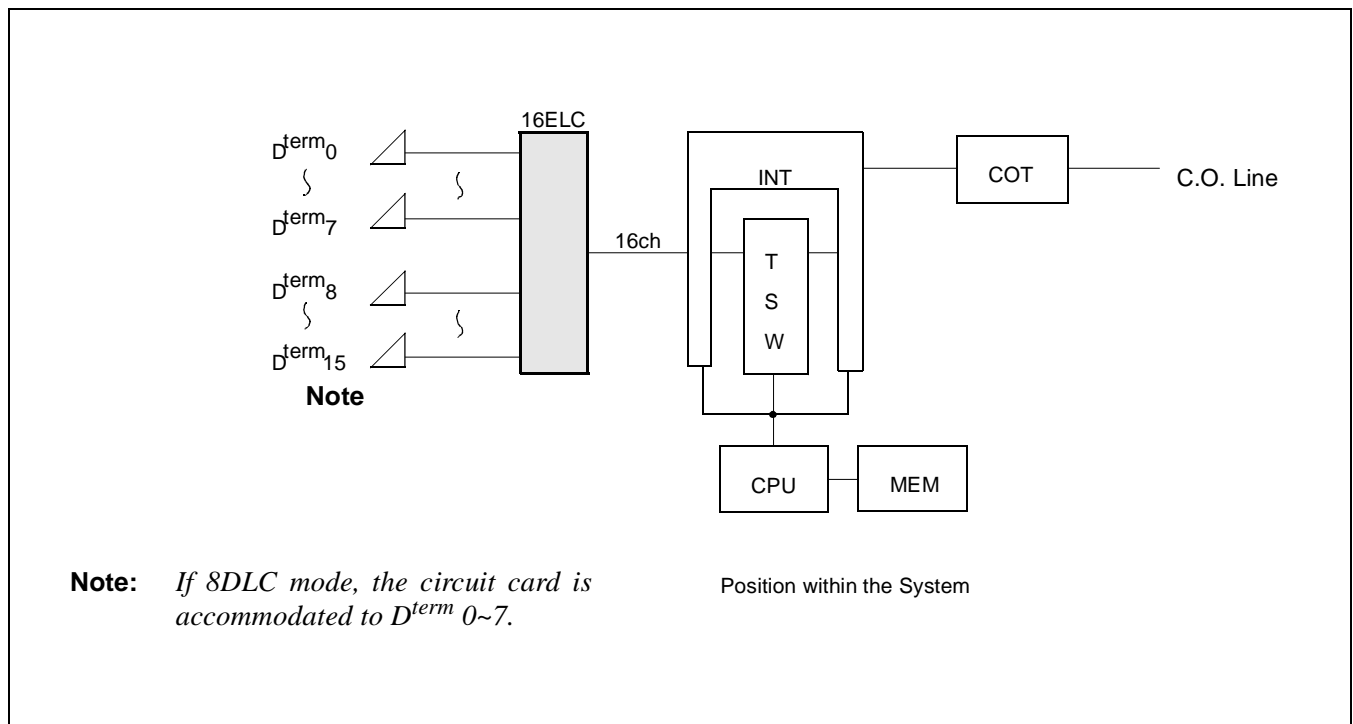 16ELC
Dterm0
Dterm7
Dterm8
Dterm15
Note
16ch
INT
T
S
W
COT
C.O. Line
CPU
MEM
Note: If 8DLC mode, the circuit card is
accommodated to Dterm 0~7.
Position within the System